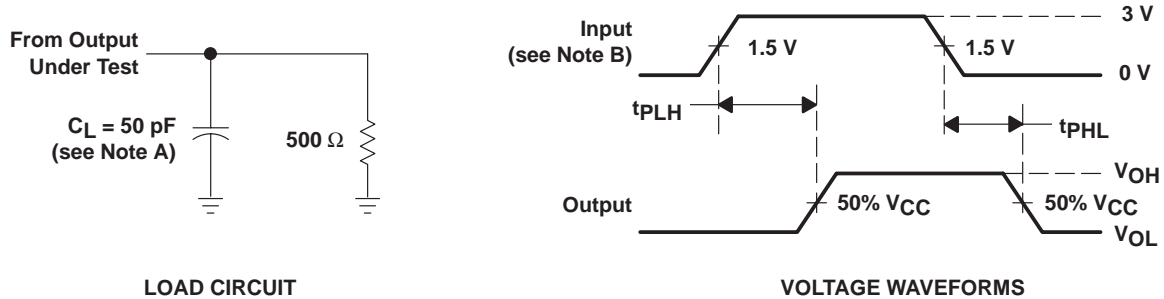 From Output
Under Test
CL = 50 pF
(see Note A)
500 Ω
LOAD CIRCUIT
Input
(see Note B)
1.5 V
1.5 V
3 V
0 V
tPLH
tPHL
Output
50% VCC
50% VCC
VOH
VOL
VOLTAGE WAVEFORMS